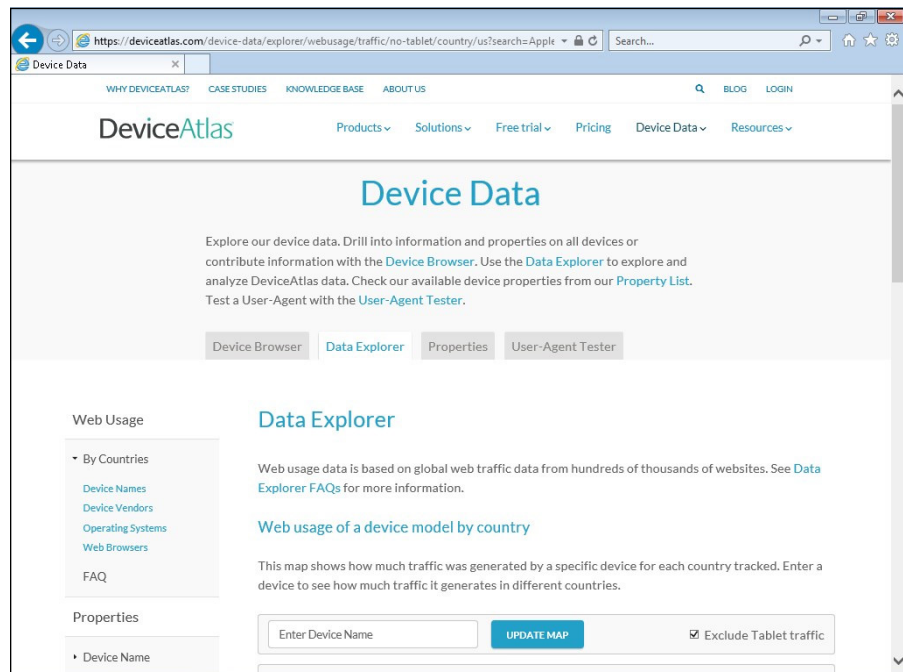 https://deviceatlas.com/device-data/explorer/webusage/traffic/no-tablet/country/us?search=Apple
Search...
Device Data
WHY DEVICEATLAS? CASE STUDIES KNOWLEDGE BASE ABOUT US BLOG LOGIN
DeviceAtlas Products Solutions Free trial Pricing Device Data Resources
Device Data
Explore our device data. Drill into information and properties on all devices or
contribute information with the Device Browser. Use the Data Explorer to explore and
analyze DeviceAtlas data. Check our available device properties from our Property List.
Test a User-Agent with the User-Agent Tester.
Device Browser Data Explorer Properties User-Agent Tester
Web Usage
By Countries
Device Names
Device Vendors
Operating Systems
Web Browsers
FAQ
Properties
Device Name
Data Explorer
Web usage data is based on global web traffic data from hundreds of thousands of websites. See Data
Explorer FAQs for more information.
Web usage of a device model by country
This map shows how much traffic was generated by a specific device for each country tracked. Enter a
device to see how much traffic it generates in different countries.
Enter Device Name UPDATE MAP Exclude Tablet traffic